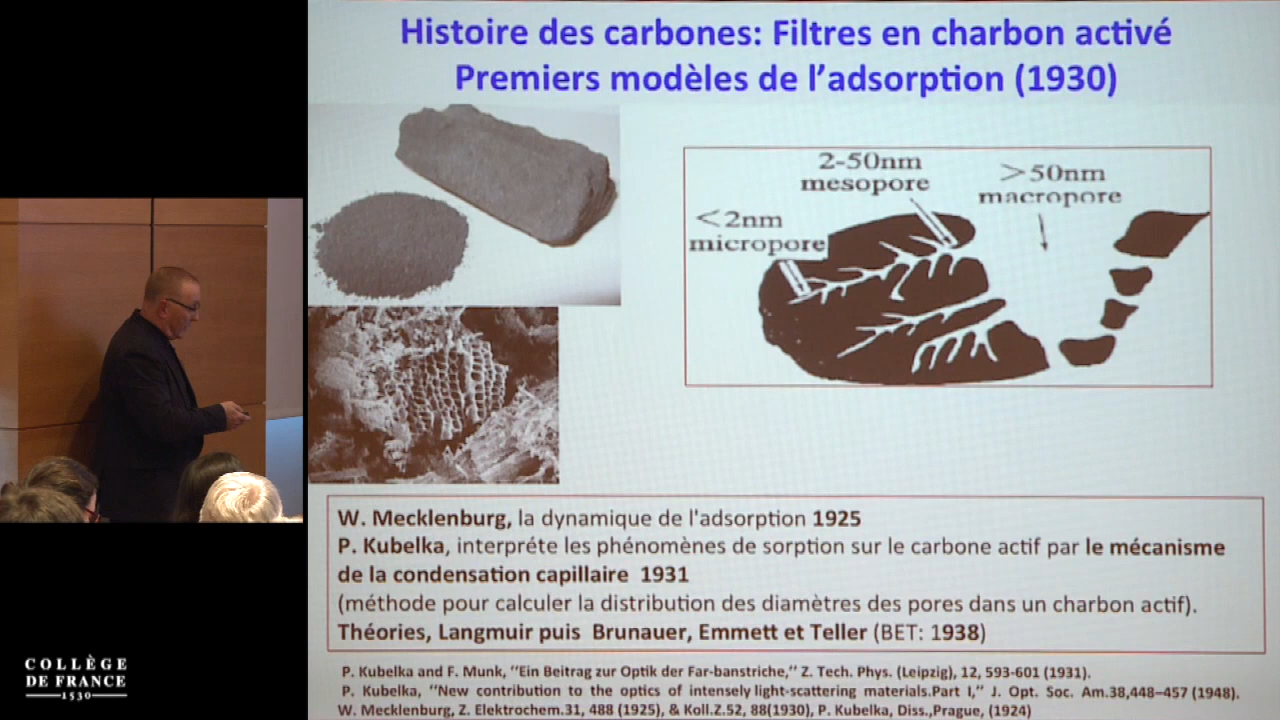 Histoire des carbones: Filtres en charbon activé
Premiers modèles de l’adsorption (1930)
2-50nm
mesopore
>50nm
macropore
<2nm
micropore
W. Mecklenburg, la dynamique de l'adsorption 1925
P. Kubelka, interpréte les phénomènes de sorption sur le carbone actif par le mécanisme
de la condensation capillaire 1931
(méthode pour calculer la distribution des diamètres des pores dans un charbon actif).
Théories, Langmuir puis Brunauer, Emmett et Teller (BET: 1938)
P. Kubelka and F. Munk, “Ein Beitrag zur Optik der Far-banstriche,” Z. Tech. Phys. (Leipzig), 12, 593-601 (1931).
P. Kubelka, “New contribution to the optics of intensely light-scattering materials.Part I,” J. Opt. Soc. Am.38,448–457 (1948).
W. Mecklenburg, Z. Elektrochem.31, 488 (1925), & Koll.Z.52, 88(1930), P. Kubelka, Diss.,Prague, (1924)
COLLÈGE
DE FRANCE
1530